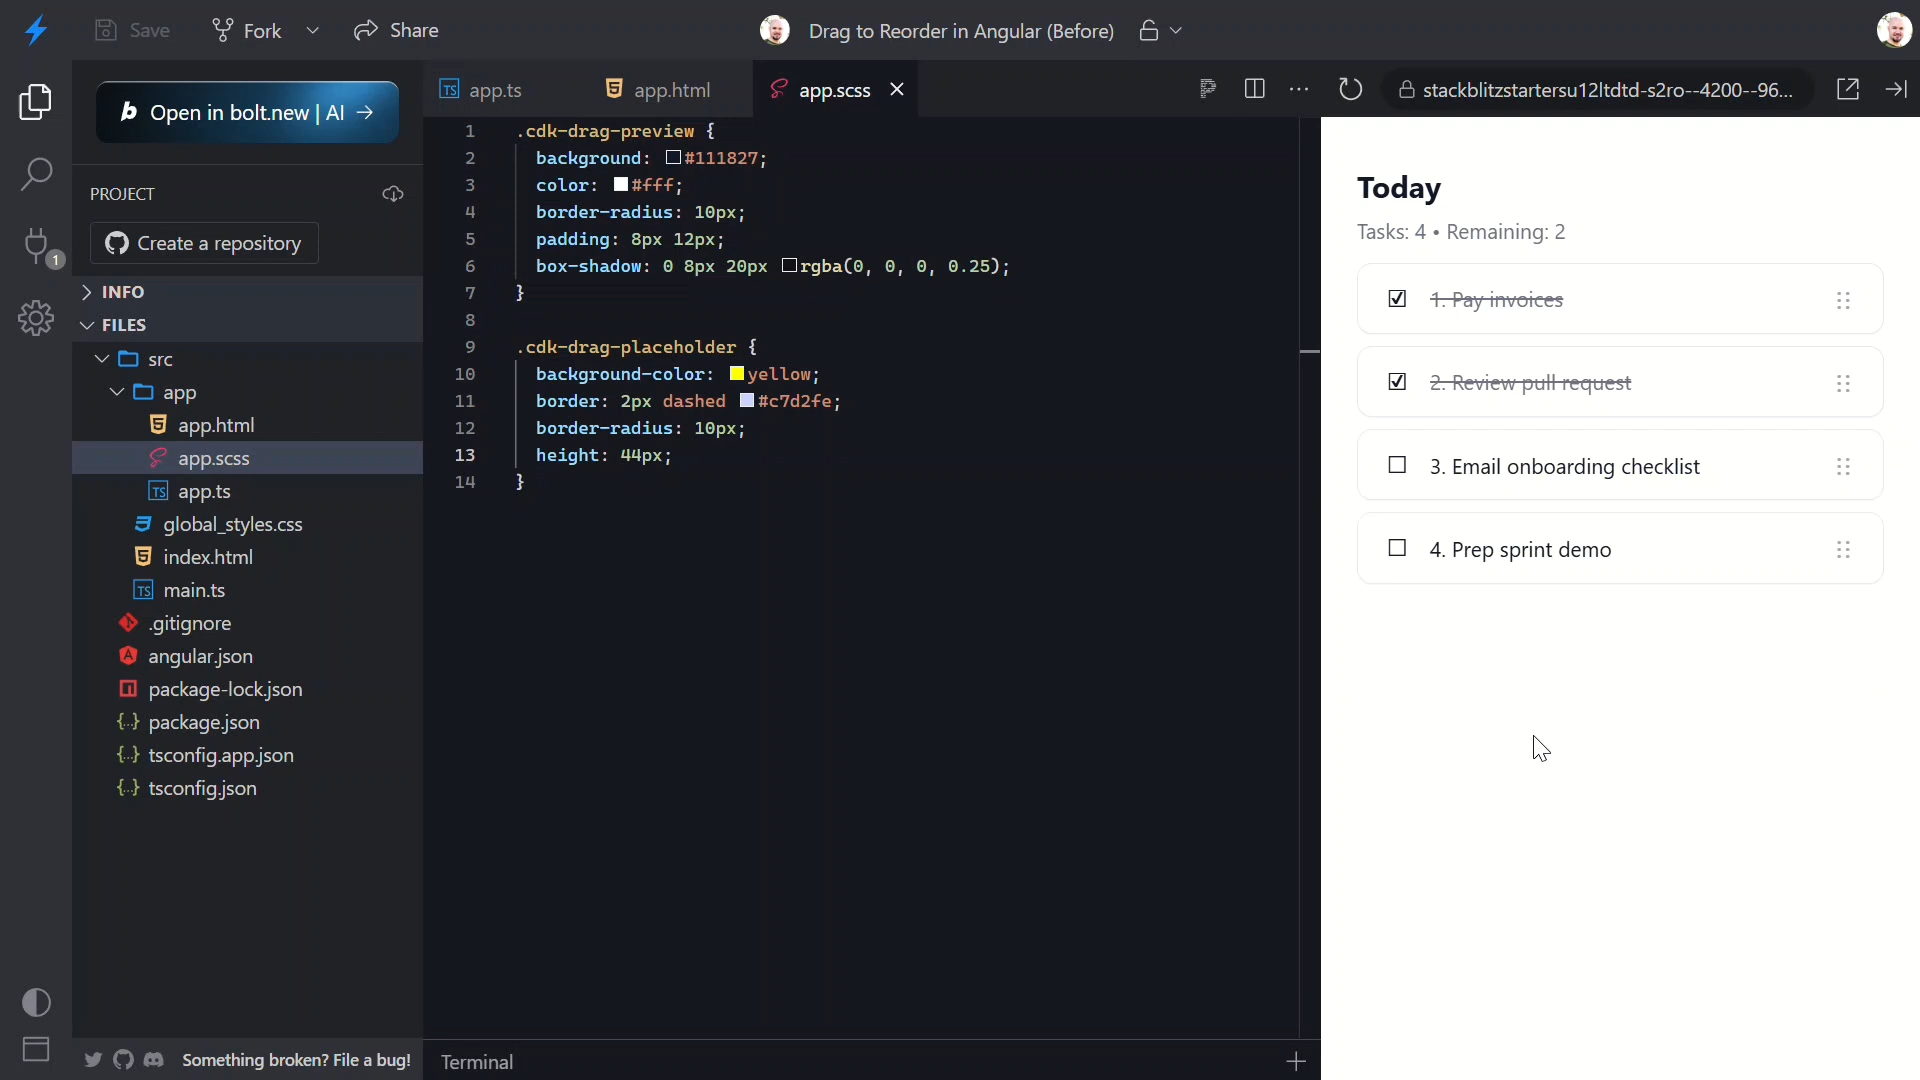 Save
Fork
Share
Drag to Reorder in Angular (Before)
Open in bolt.new | AI →
PROJECT
Create a repository
1
INFO
FILES
src
app
app.html
app.scss
app.ts
global_styles.css
index.html
main.ts
.gitignore
angular.json
package-lock.json
package.json
tsconfig.app.json
tsconfig.json
Something broken? File a bug!
app.ts
app.html
app.scss
1 .cdk-drag-preview {
2 background: #111827;
3 color: #fff;
4 border-radius: 10px;
5 padding: 8px 12px;
6 box-shadow: 0 8px 20px rgba(0, 0, 0, 0.25);
7 }
8
9 .cdk-drag-placeholder {
10 background-color: yellow;
11 border: 2px dashed #c7d2fe;
12 border-radius: 10px;
13 height: 44px;
14 }
Terminal
stackblitzstartersu12ltdtd-s2ro--4200--96...
Today
Tasks: 4 • Remaining: 2
1. Pay invoices
2. Review pull request
3. Email onboarding checklist
4. Prep sprint demo